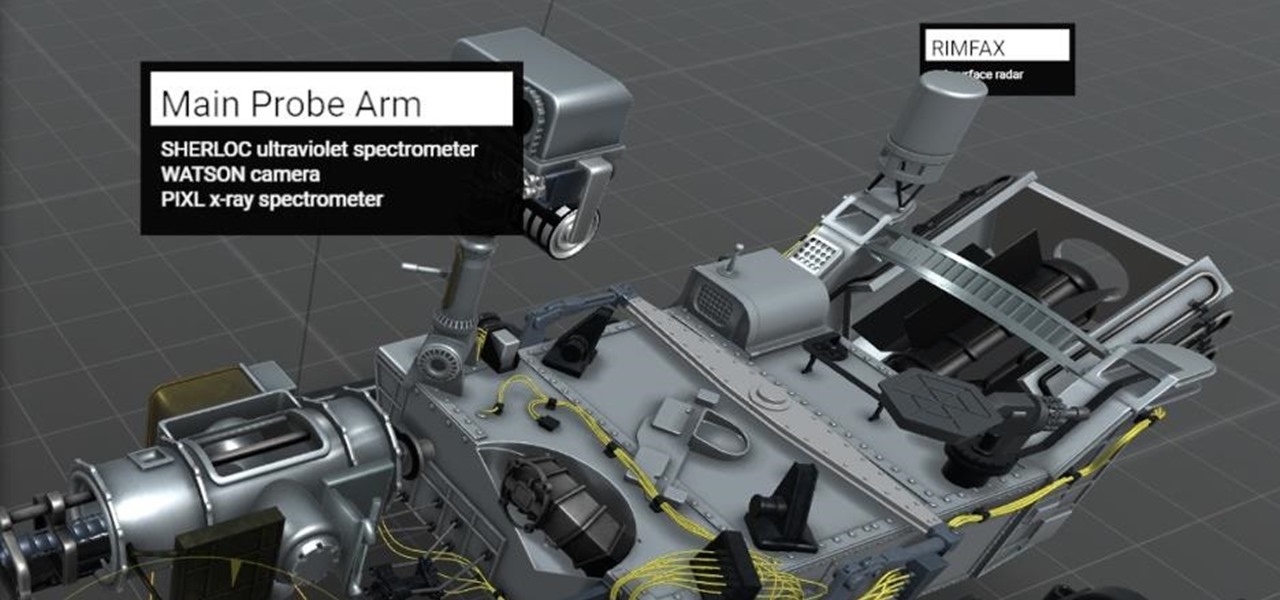 Main Probe Arm
SHERLOC ultraviolet spectrometer
WATSON camera
PIXL x-ray spectrometer
RIMFAX
radar